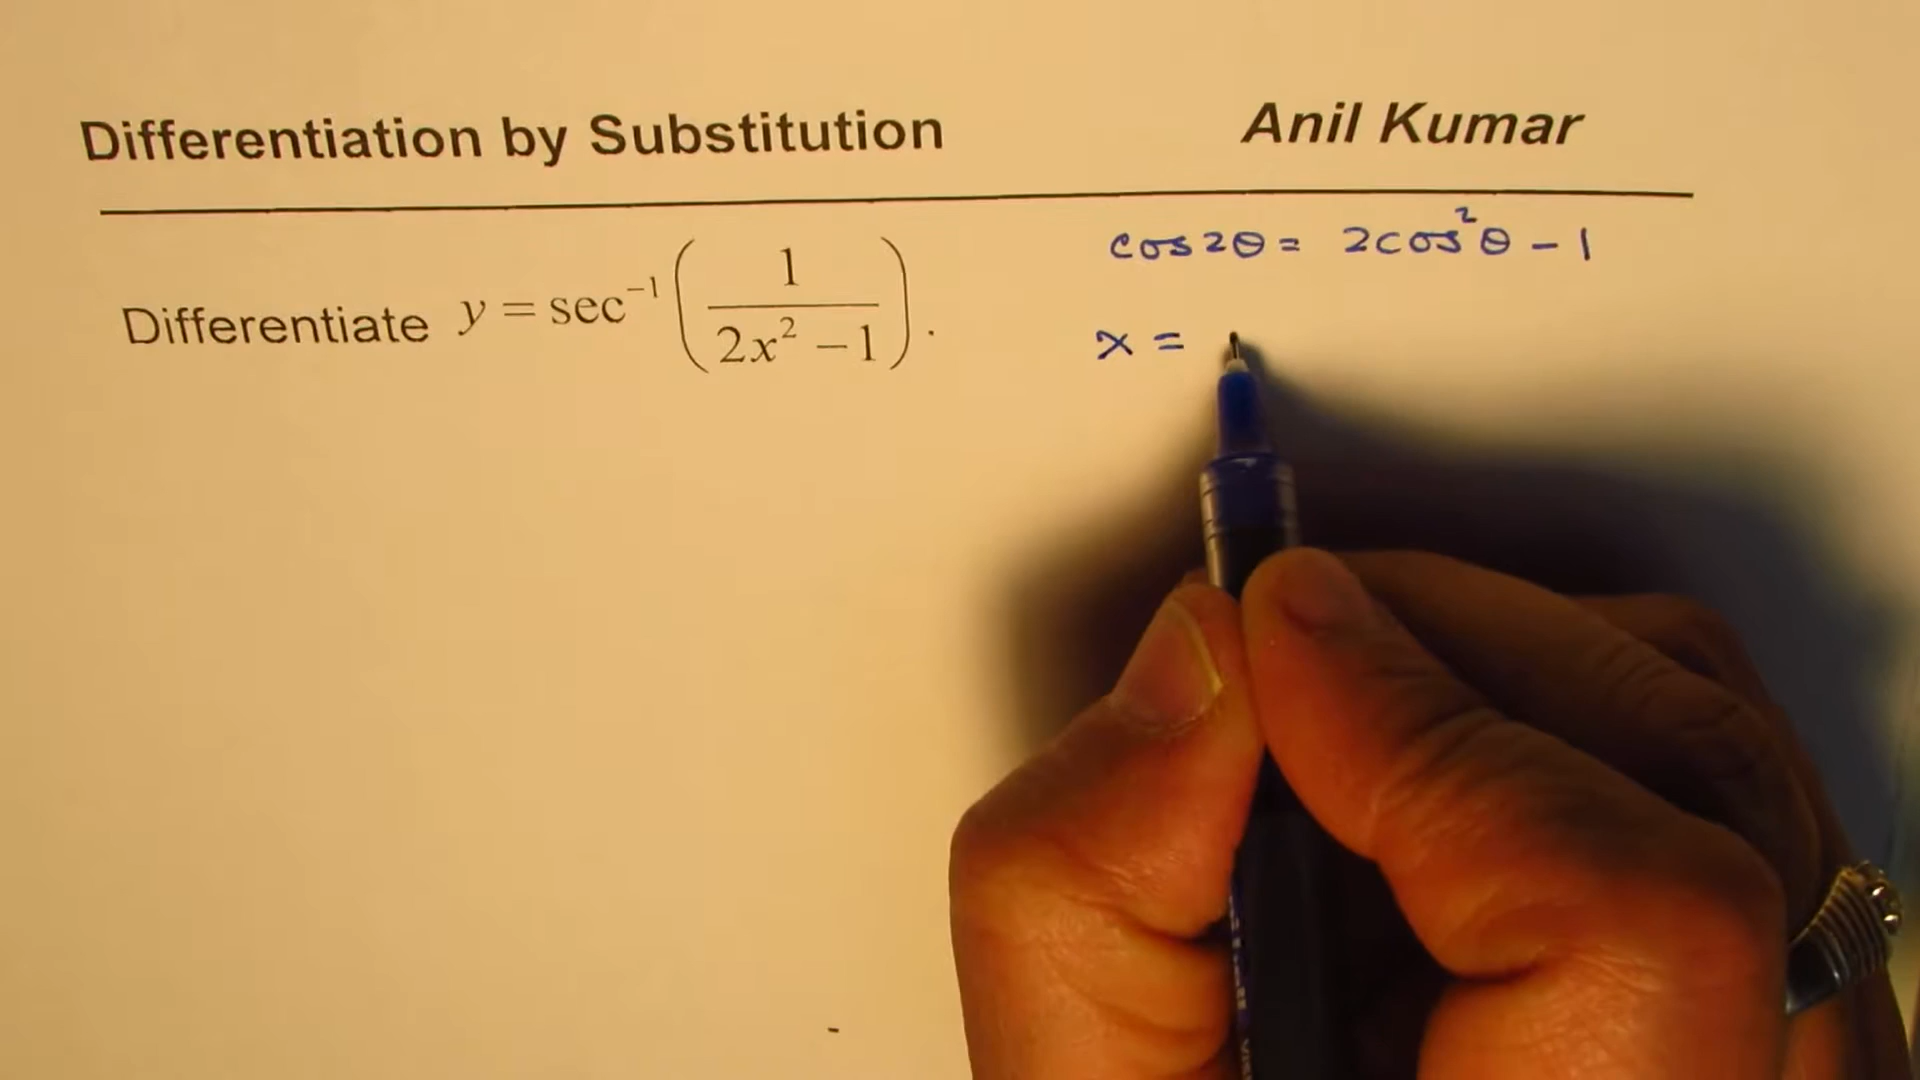 Differentiation by Substitution Anil Kumar
cos2θ = 2cos²θ - 1
Differentiate y = sec⁻¹(1/(2x² - 1)).
x =